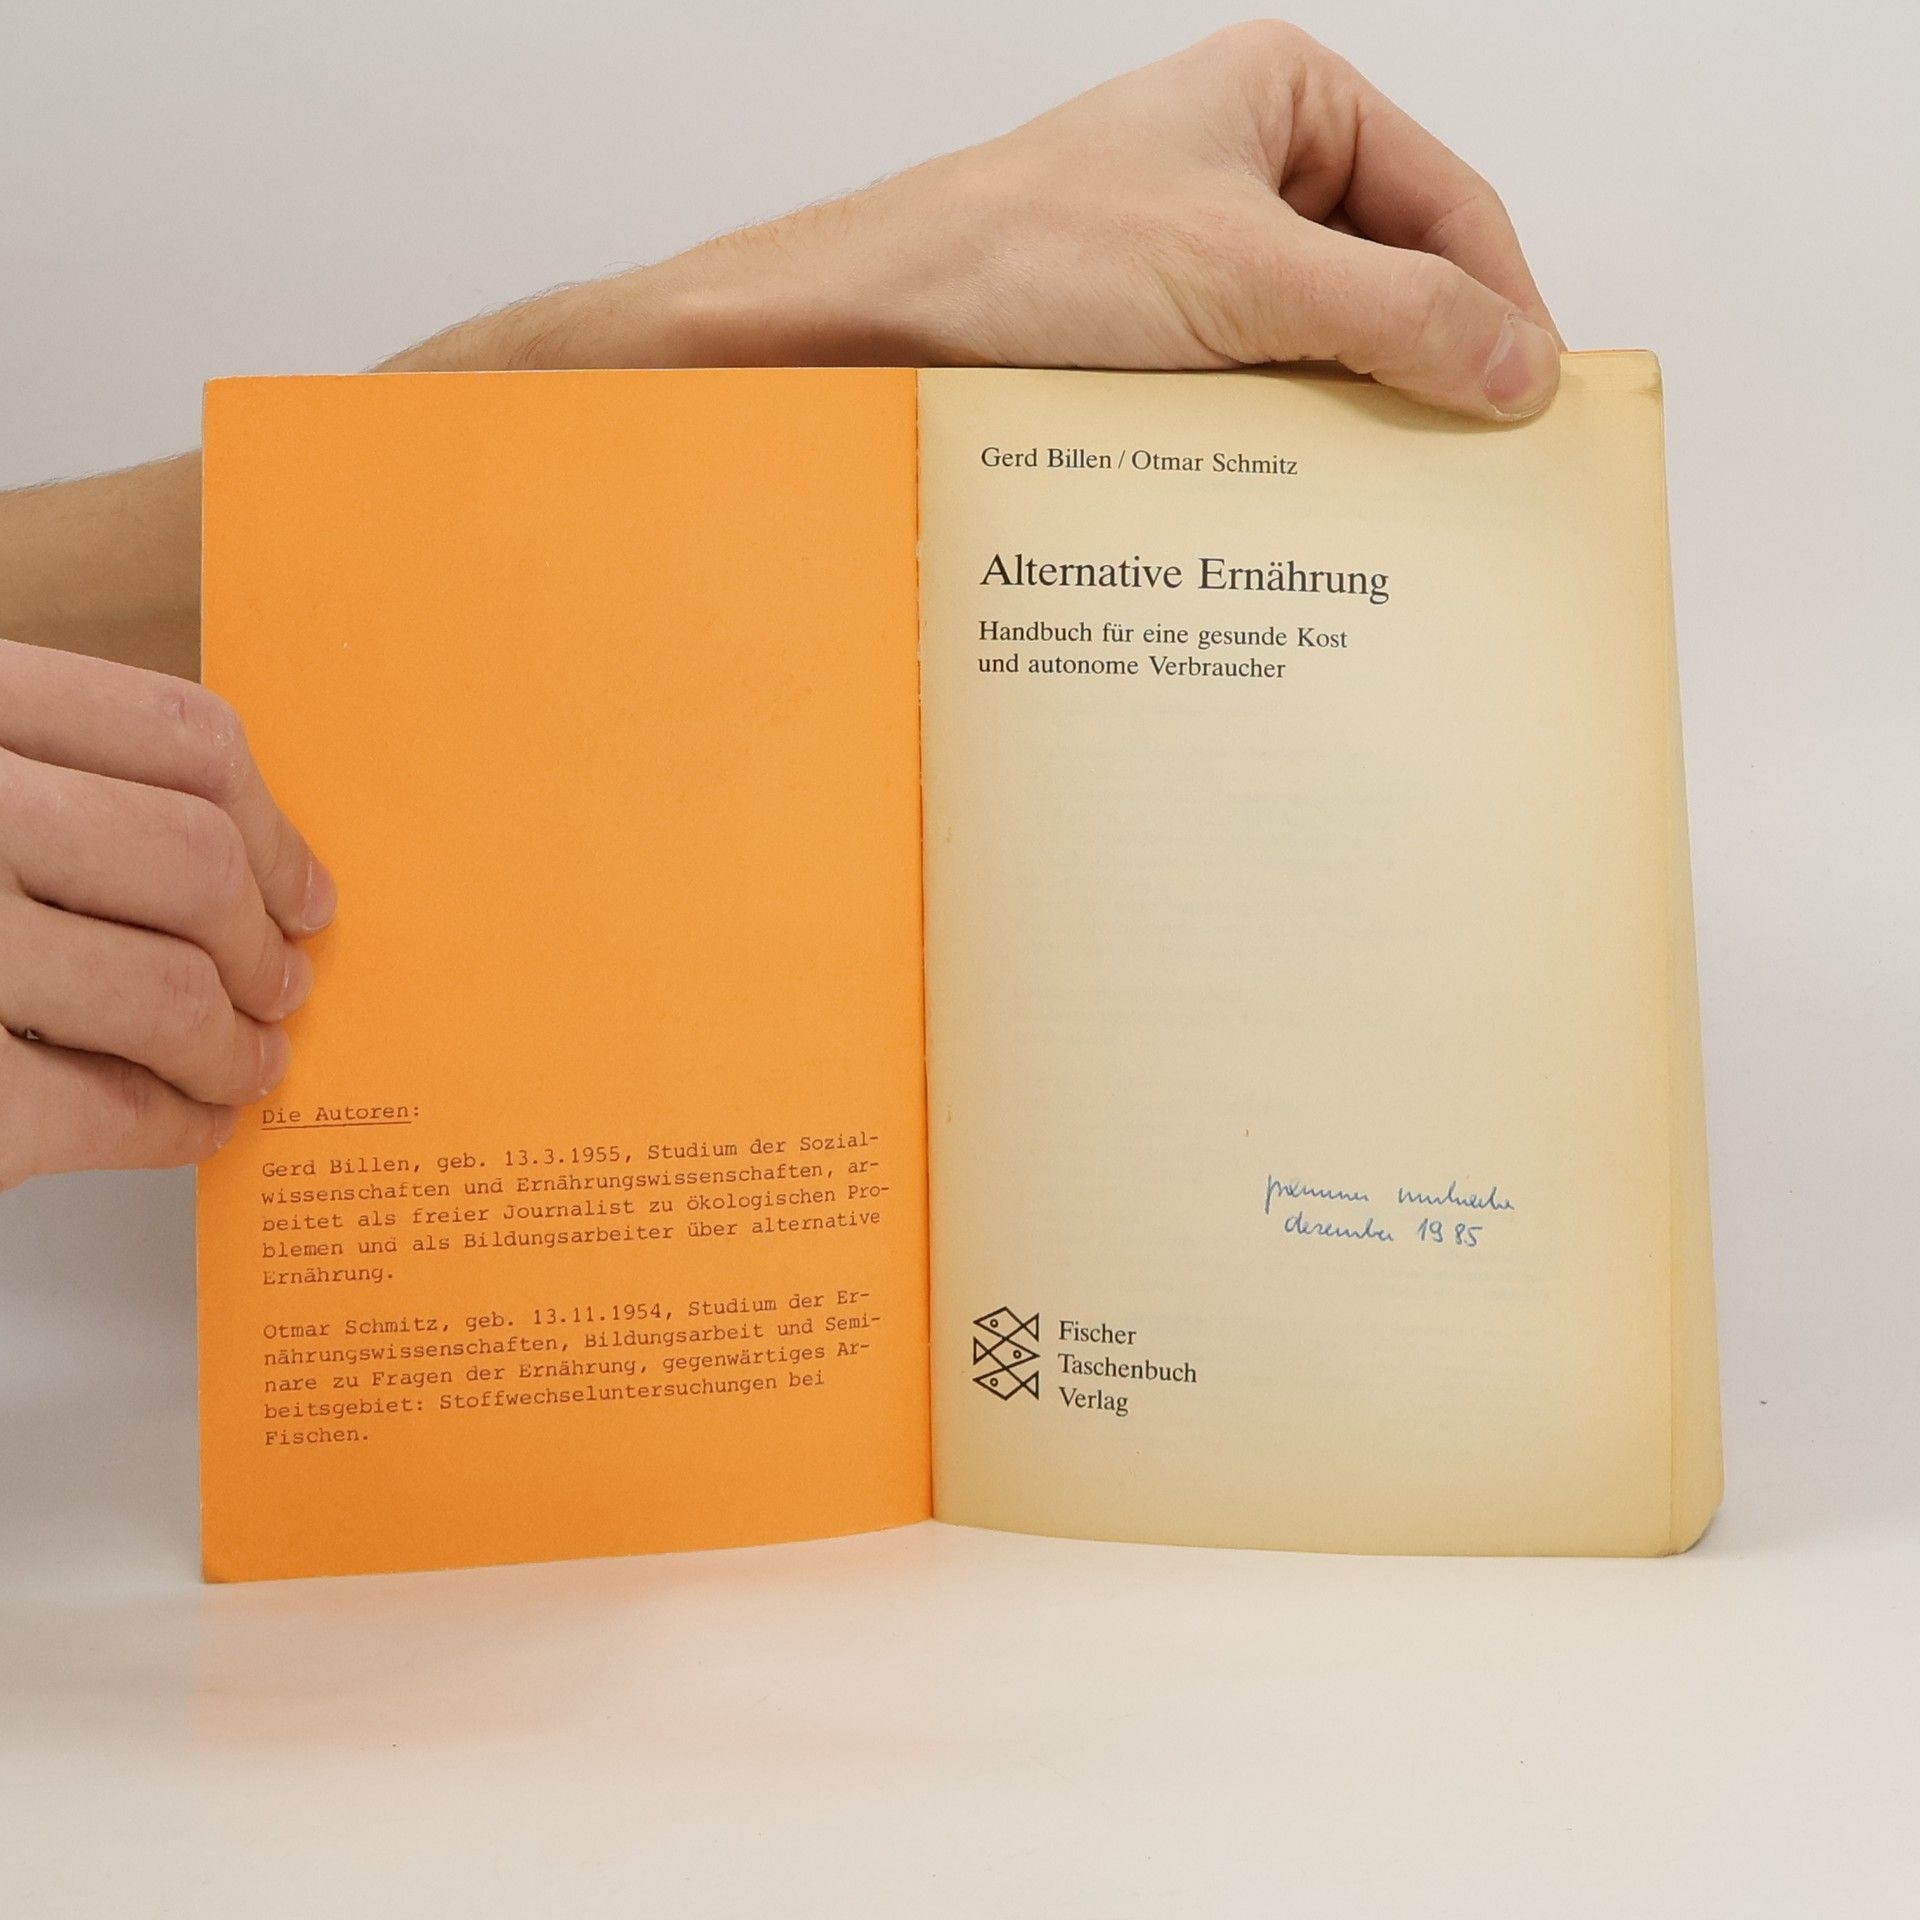 Die Autoren:
Gerd Billen, geb. 13.3.1955, Studium der Sozial-
wissenschaften und Ernährungswissenschaften, ar-
beitet als freier Journalist zu ökologischen Pro-
blemen und als Bildungsarbeiter über alternative
Ernährung.
Otmar Schmitz, geb. 13.11.1954, Studium der Er-
nährungswissenschaften, Bildungsarbeit und Semi-
nare zu Fragen der Ernährung, gegenwärtiges Ar-
beitsgebiet: Stoffwechseluntersuchungen bei
Fischen.
Gerd Billen / Otmar Schmitz
Alternative Ernährung
Handbuch für eine gesunde Kost
und autonome Verbraucher
dezember 1985
Fischer
Taschenbuch
Verlag